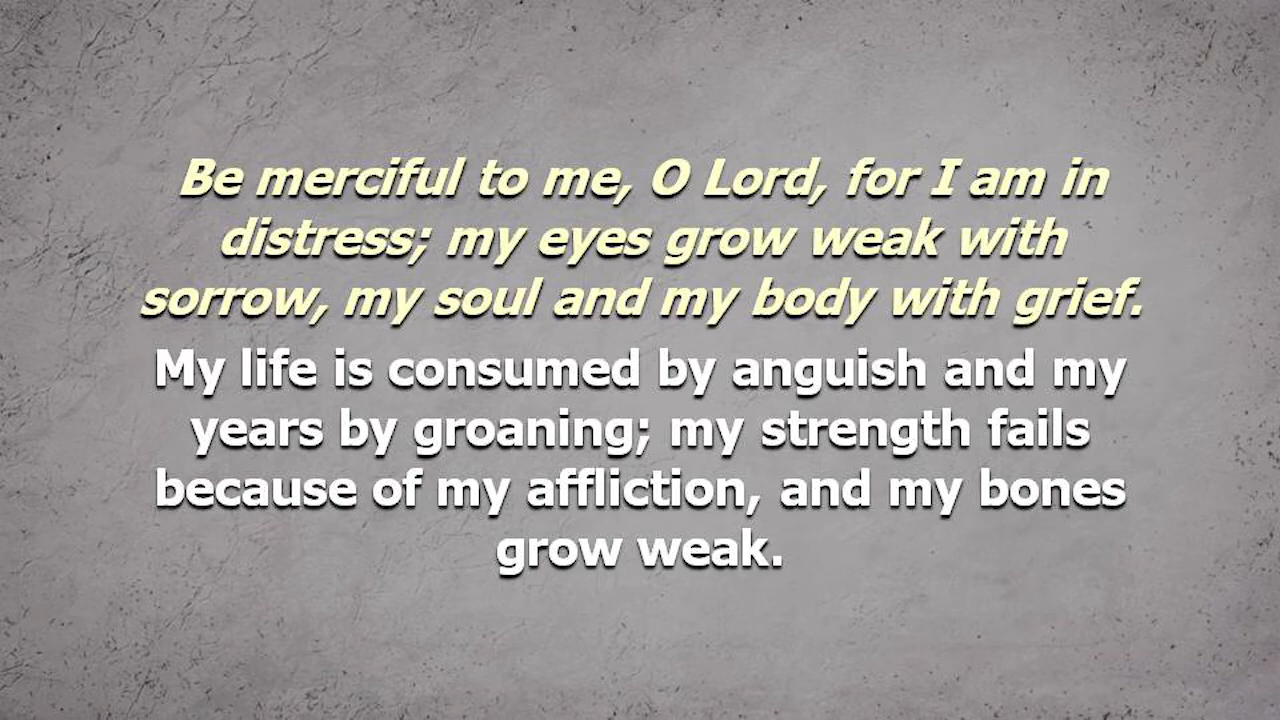 Be merciful to me, O Lord, for I am in
distress; my eyes grow weak with
sorrow, my soul and my body with grief.
My life is consumed by anguish and my
years by groaning; my strength fails
because of my affliction, and my bones
grow weak.